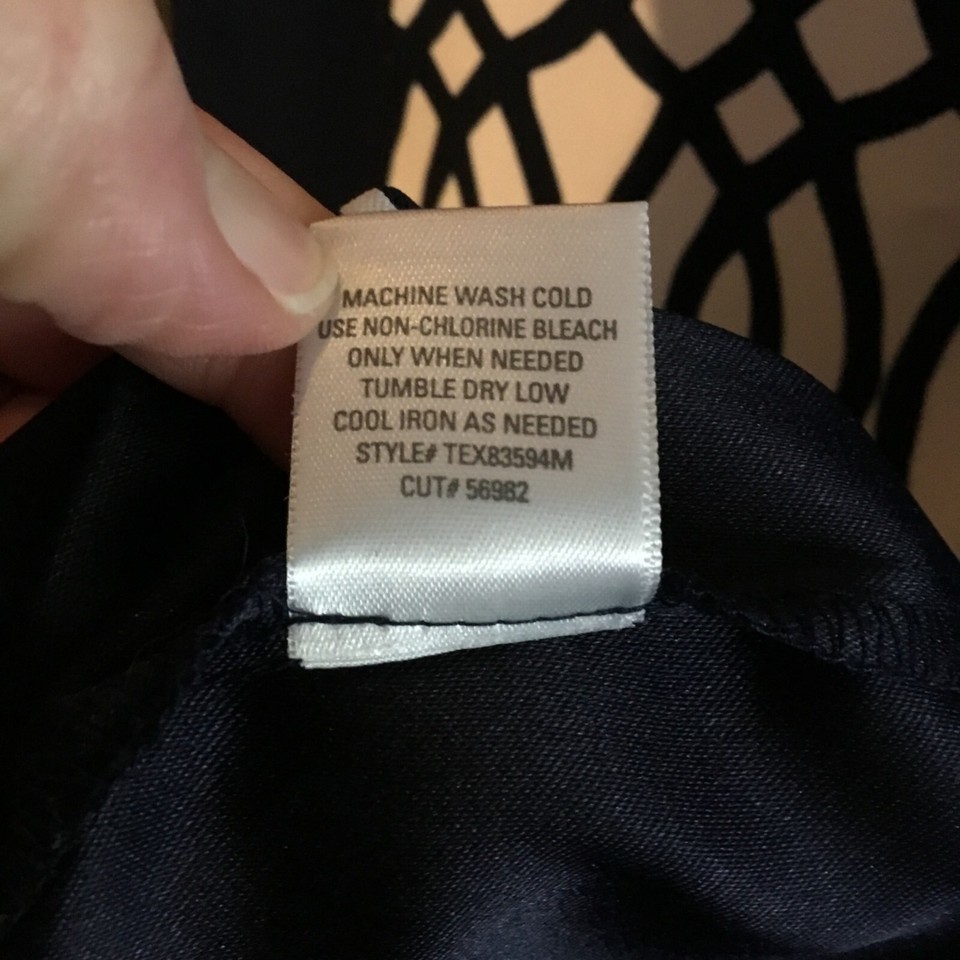 MACHINE WASH COLD
USE NON-CHLORINE BLEACH
ONLY WHEN NEEDED
TUMBLE DRY LOW
COOL IRON AS NEEDED
STYLE# TEX83594M
CUT# 56982